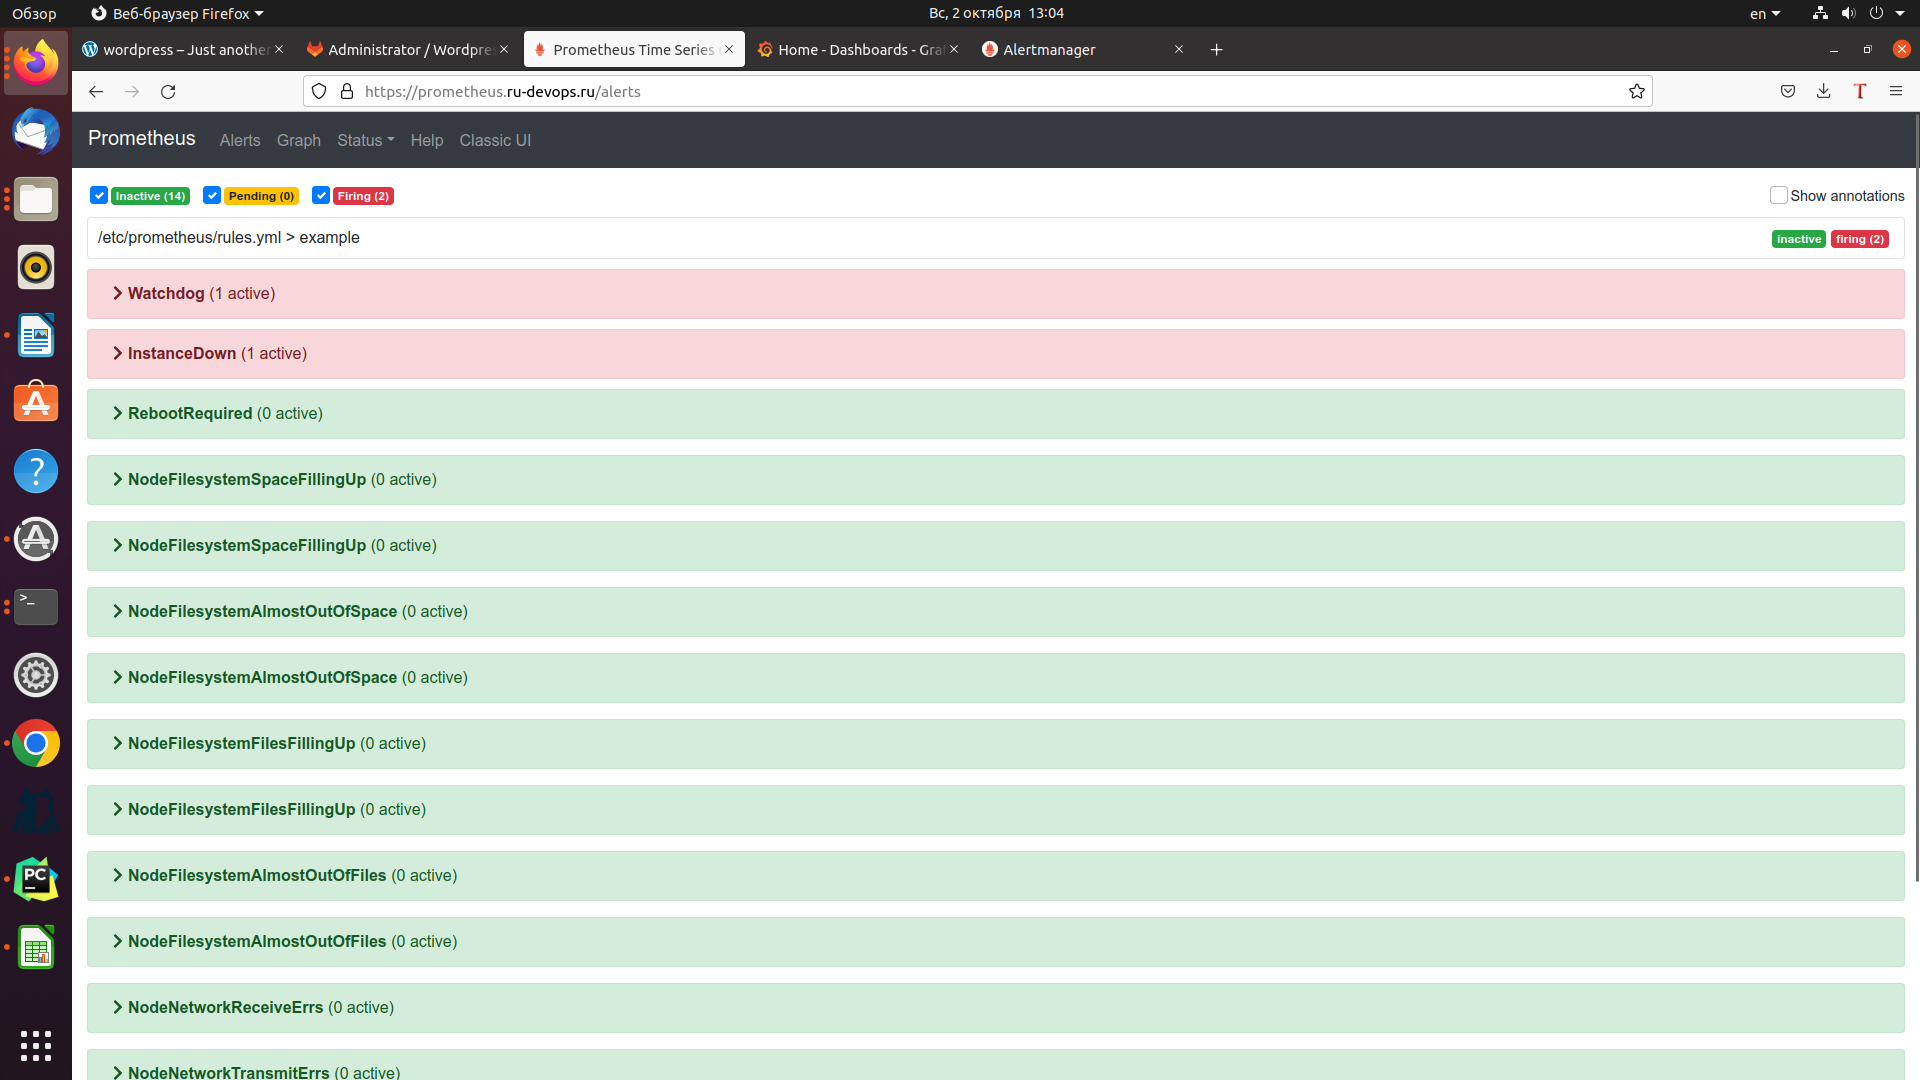 Обзор
Веб-браузер Firefox
Вс, 2 октября 13:04
en
wordpress – Just another
Administrator / Wordpres
Prometheus Time Series
Home - Dashboards - Graf
Alertmanager
https://prometheus.ru-devops.ru/alerts
Prometheus Alerts Graph Status Help Classic UI
Inactive (14) Pending (0) Firing (2)
Show annotations
/etc/prometheus/rules.yml > example
inactive firing (2)
Watchdog (1 active)
InstanceDown (1 active)
RebootRequired (0 active)
NodeFilesystemSpaceFillingUp (0 active)
NodeFilesystemSpaceFillingUp (0 active)
NodeFilesystemAlmostOutOfSpace (0 active)
NodeFilesystemAlmostOutOfSpace (0 active)
NodeFilesystemFilesFillingUp (0 active)
NodeFilesystemFilesFillingUp (0 active)
NodeFilesystemAlmostOutOfFiles (0 active)
NodeFilesystemAlmostOutOfFiles (0 active)
NodeNetworkReceiveErrs (0 active)
NodeNetworkTransmitErrs (0 active)